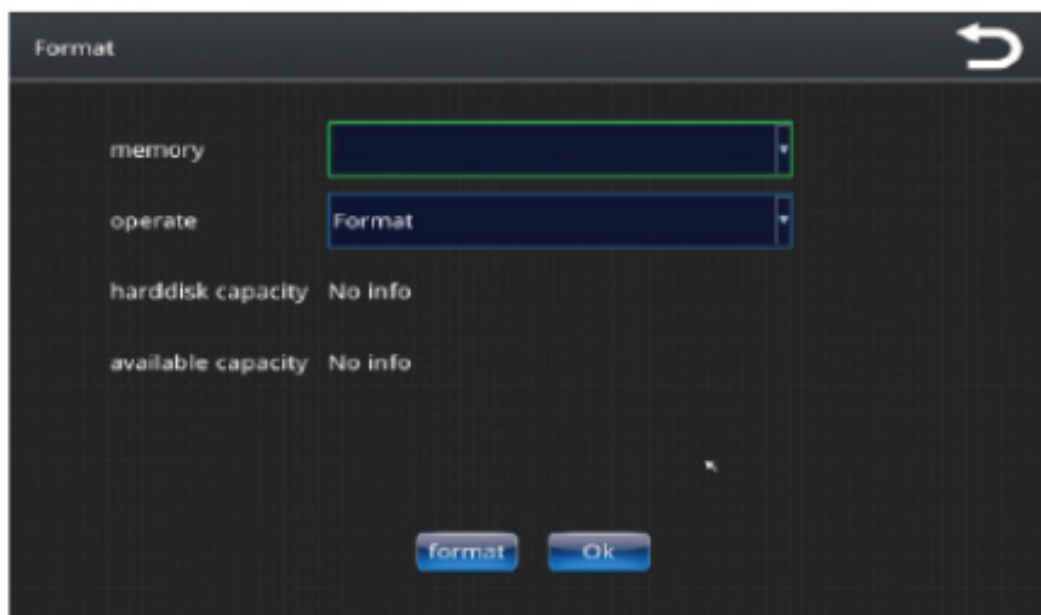 Format
memory
operate Format
harddisk capacity No info
available capacity No info
format Ok